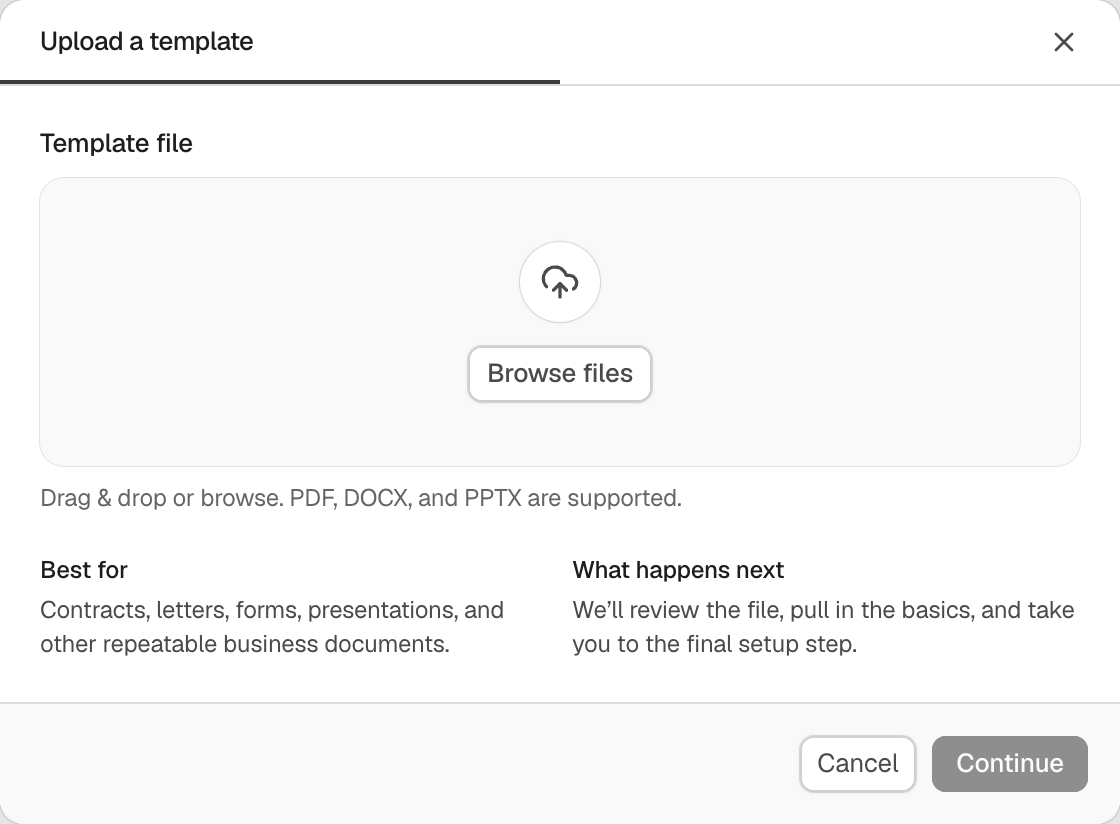 Upload a template
Template file
Browse files
Drag & drop or browse. PDF, DOCX, and PPTX are supported.
Best for
Contracts, letters, forms, presentations, and
other repeatable business documents.
What happens next
We’ll review the file, pull in the basics, and take
you to the final setup step.
Cancel
Continue